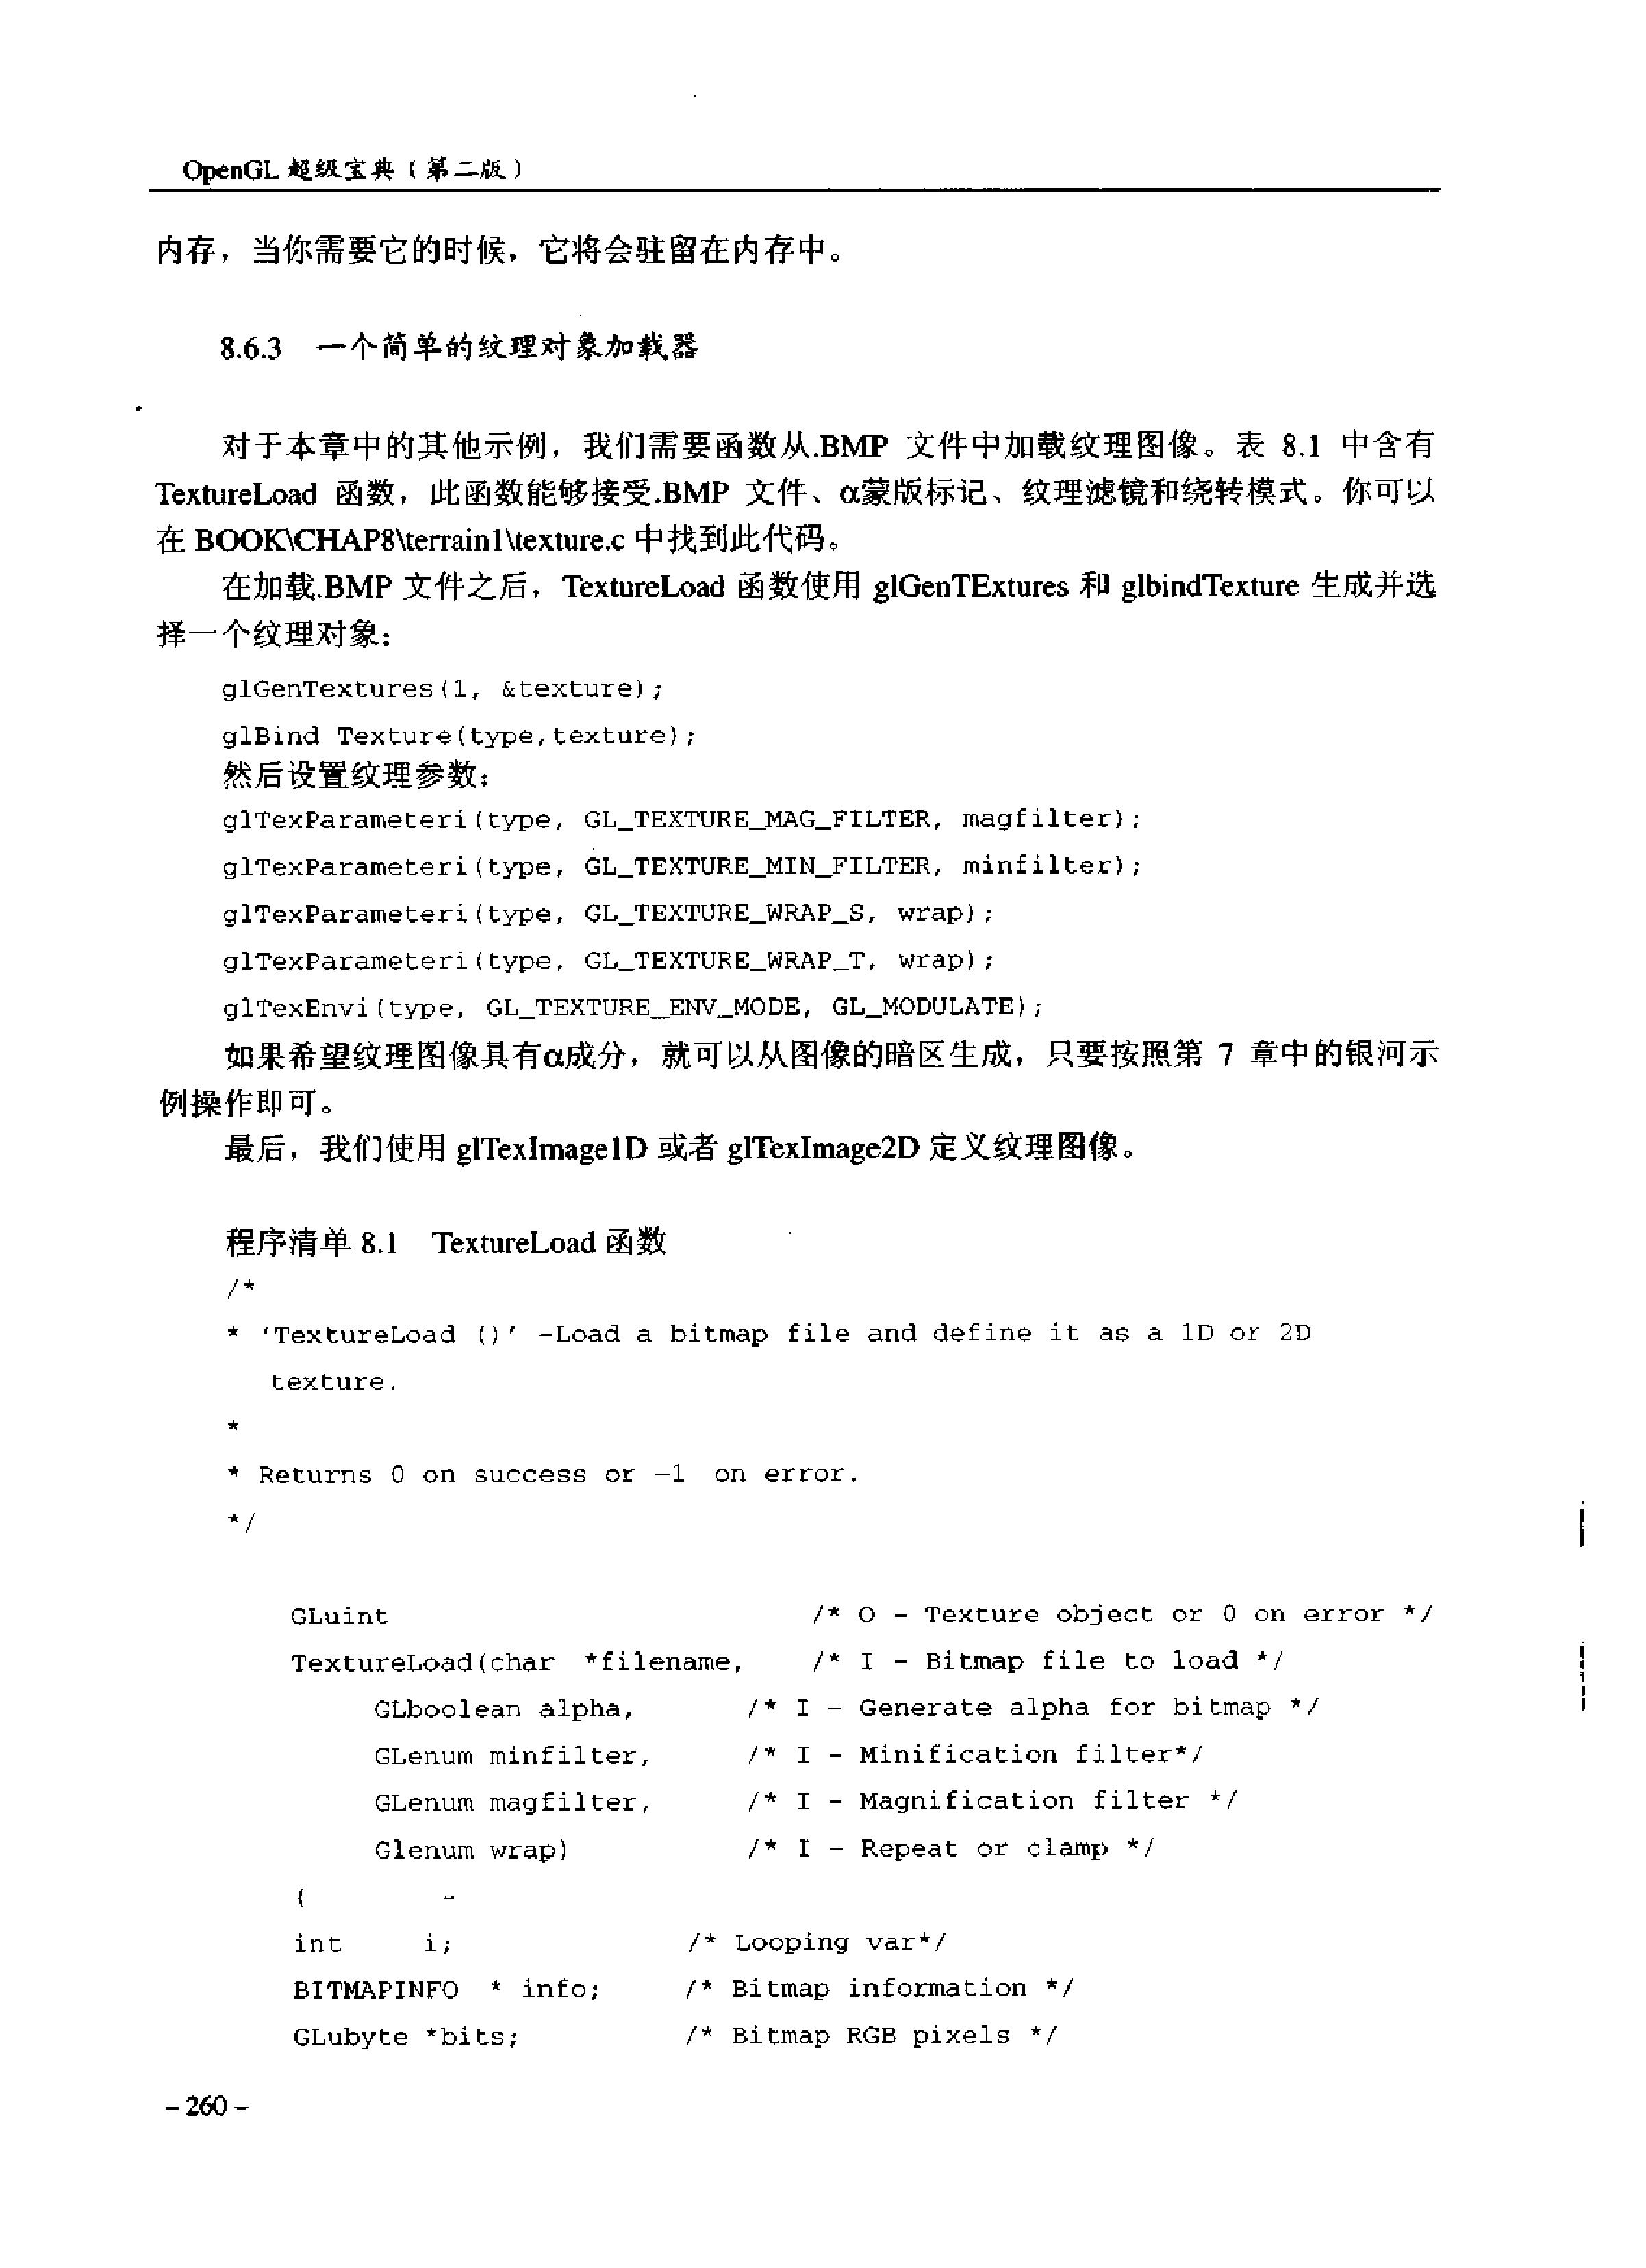 OpenGL 超级宝典（第二版）
内存，当你需要它的时候，它将会驻留在内存中。
8.6.3 一个简单的纹理对象加载器
对于本章中的其他示例，我们需要函数从.BMP 文件中加载纹理图像。表 8.1 中含有
TextureLoad 函数，此函数能够接受.BMP 文件、α蒙版标记、纹理滤镜和绕转模式。你可以
在 BOOK\CHAP8\terrain1\texture.c 中找到此代码。
在加载.BMP 文件之后，TextureLoad 函数使用 glGenTExtures 和 glbindTexture 生成并选
择一个纹理对象：
glGenTextures(1, &texture);
glBind Texture(type,texture);
然后设置纹理参数：
glTexParameteri(type, GL_TEXTURE_MAG_FILTER, magfilter);
glTexParameteri(type, GL_TEXTURE_MIN_FILTER, minfilter);
glTexParameteri(type, GL_TEXTURE_WRAP_S, wrap);
glTexParameteri(type, GL_TEXTURE_WRAP_T, wrap);
glTexEnvi(type, GL_TEXTURE_ENV_MODE, GL_MODULATE);
如果希望纹理图像具有α成分，就可以从图像的暗区生成，只要按照第 7 章中的银河示
例操作即可。
最后，我们使用 glTexImage1D 或者 glTexImage2D 定义纹理图像。
程序清单 8.1 TextureLoad 函数
/*
* 'TextureLoad ()' -Load a bitmap file and define it as a 1D or 2D
texture.
*
* Returns 0 on success or –1 on error.
*/
GLuint /* O - Texture object or 0 on error */
TextureLoad(char *filename, /* I - Bitmap file to load */
GLboolean alpha, /* I - Generate alpha for bitmap */
GLenum minfilter, /* I - Minification filter*/
GLenum magfilter, /* I - Magnification filter */
Glenum wrap) /* I - Repeat or clamp */
{
int i; /* Looping var*/
BITMAPINFO * info; /* Bitmap information */
GLubyte *bits; /* Bitmap RGB pixels */
– 260 –